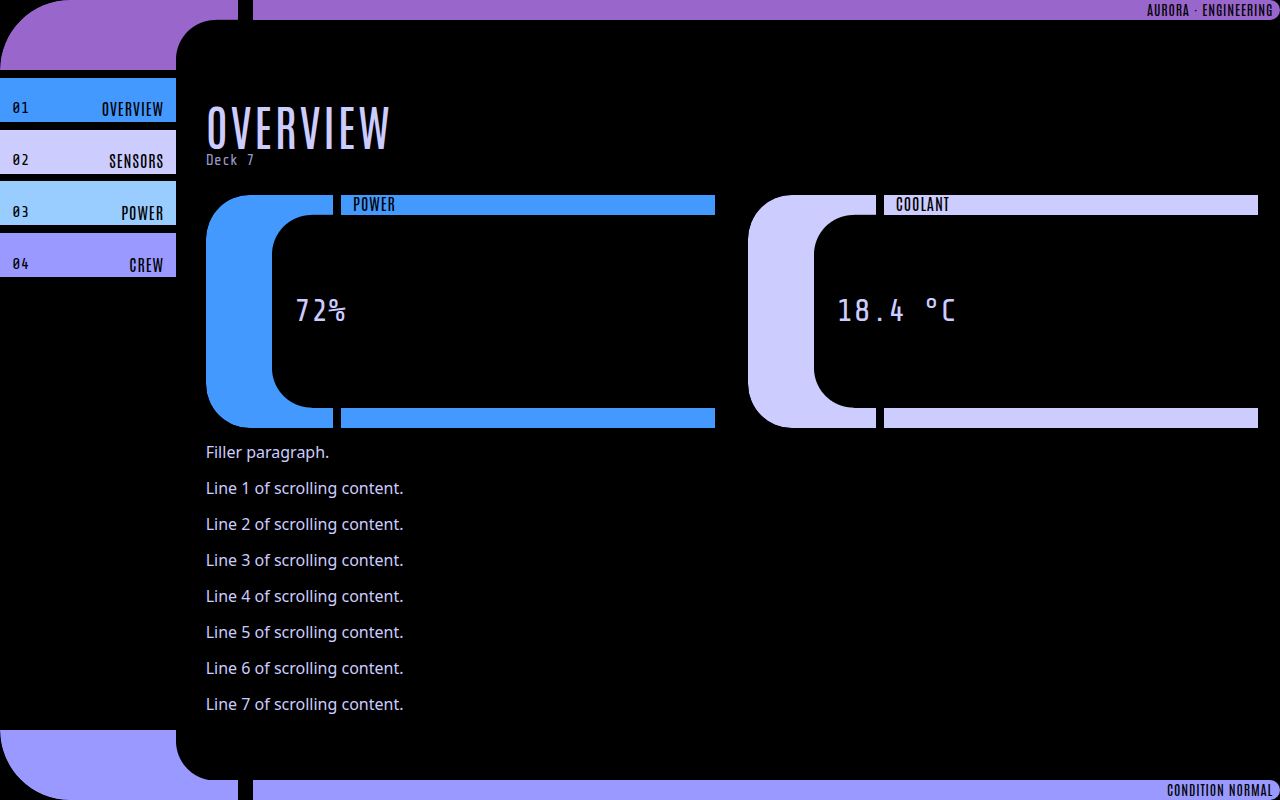 AURORA · ENGINEERING
01 OVERVIEW
02 SENSORS
03 POWER
04 CREW
OVERVIEW
Deck 7
POWER
72%
COOLANT
18.4 °C
Filler paragraph.
Line 1 of scrolling content.
Line 2 of scrolling content.
Line 3 of scrolling content.
Line 4 of scrolling content.
Line 5 of scrolling content.
Line 6 of scrolling content.
Line 7 of scrolling content.
CONDITION NORMAL